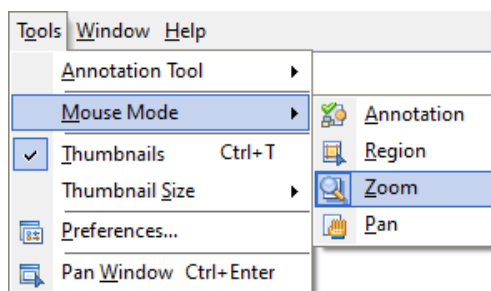 Tools Window Help
Annotation Tool
Mouse Mode
Annotation
Thumbnails Ctrl+T
Region
Thumbnail Size
Zoom
Preferences...
Pan
Pan Window Ctrl+Enter